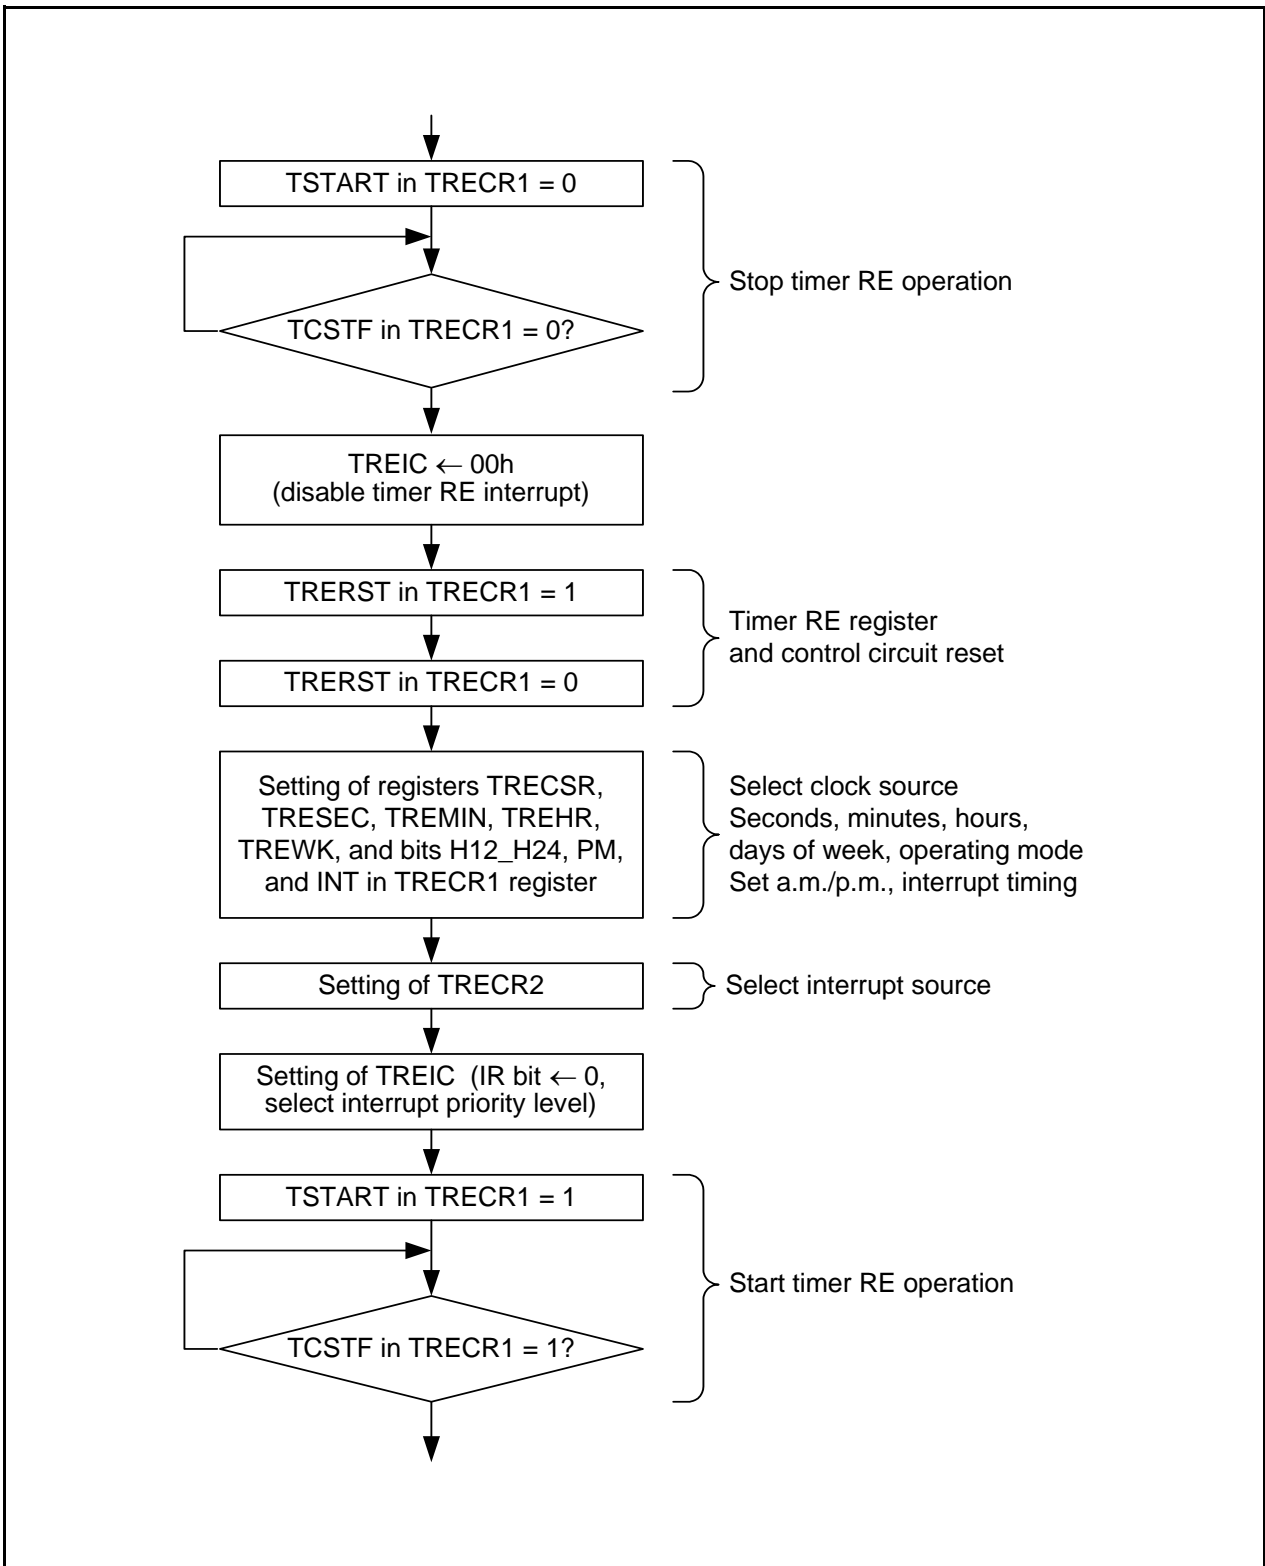 TSTART in TRECR1 = 0
TCSTF in TRECR1 = 0?
Stop timer RE operation
TREIC ← 00h
(disable timer RE interrupt)
TRERST in TRECR1 = 1
TRERST in TRECR1 = 0
Timer RE register
and control circuit reset
Setting of registers TRECSR,
TRESEC, TREMIN, TREHR,
TREWK, and bits H12_H24, PM,
and INT in TRECR1 register
Select clock source
Seconds, minutes, hours,
days of week, operating mode
Set a.m./p.m., interrupt timing
Setting of TRECR2
Select interrupt source
Setting of TREIC (IR bit ← 0,
select interrupt priority level)
TSTART in TRECR1 = 1
TCSTF in TRECR1 = 1?
Start timer RE operation